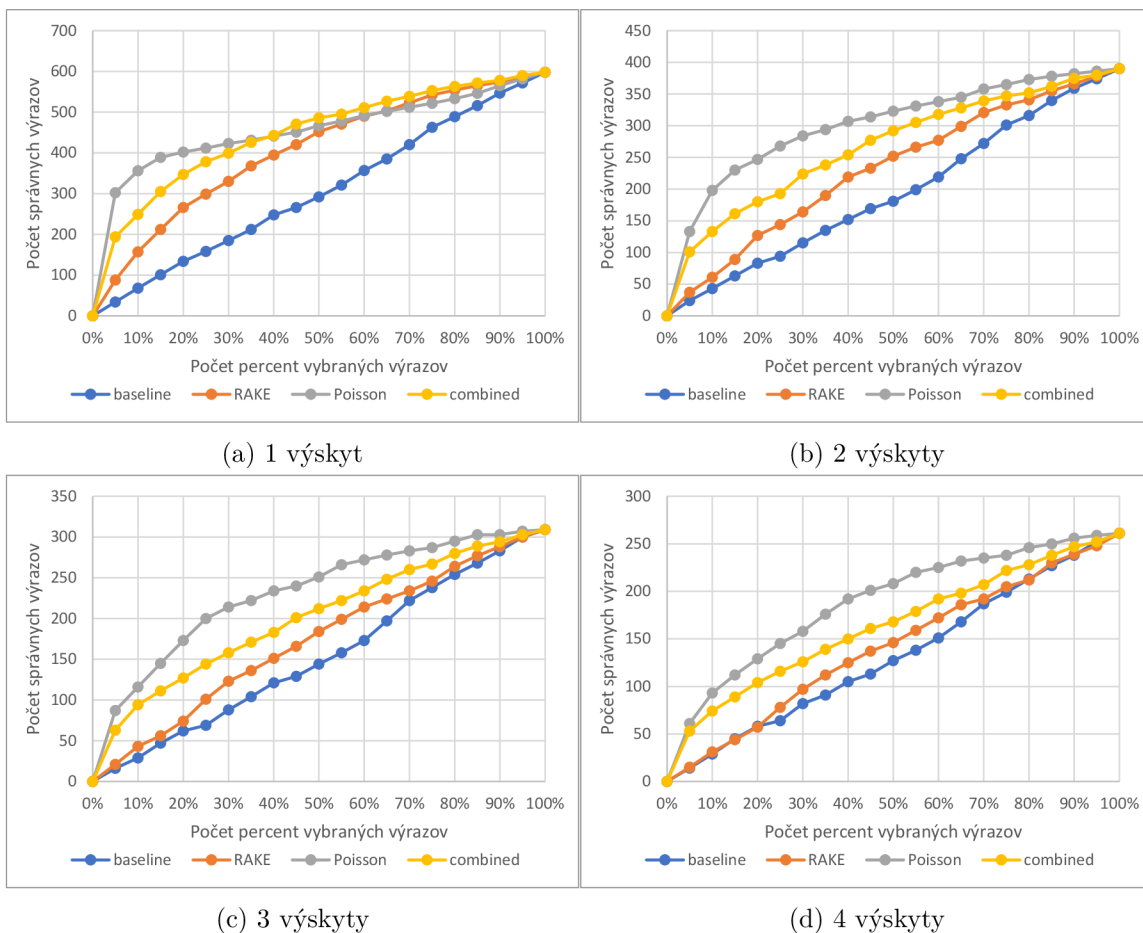 700
600
500
400
300
200
100
0
Počet správnych výrazov
0% 10% 20% 30% 40% 50% 60% 70% 80% 90% 100%
Počet percent vybraných výrazov
baseline RAKE Poisson combined
(a) 1 výskyt
450
400
350
300
250
200
150
100
50
0
Počet správnych výrazov
0% 10% 20% 30% 40% 50% 60% 70% 80% 90% 100%
Počet percent vybraných výrazov
baseline RAKE Poisson combined
(b) 2 výskyty
350
300
250
200
150
100
50
0
Počet správnych výrazov
0% 10% 20% 30% 40% 50% 60% 70% 80% 90% 100%
Počet percent vybraných výrazov
baseline RAKE Poisson combined
(c) 3 výskyty
300
250
200
150
100
50
0
Počet správnych výrazov
0% 10% 20% 30% 40% 50% 60% 70% 80% 90% 100%
Počet percent vybraných výrazov
baseline RAKE Poisson combined
(d) 4 výskyty